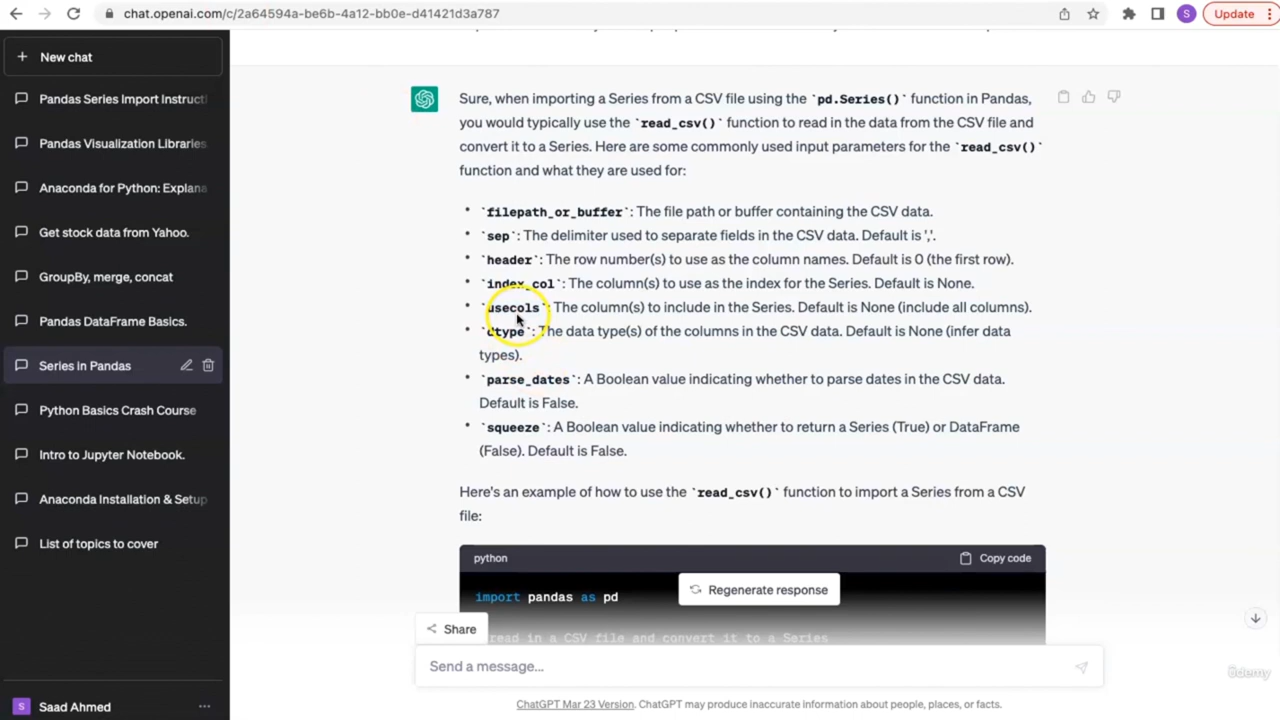 chat.openai.com/c/2a64594a-be6b-4a12-bb0e-d41421d3a787
S
Update
New chat
Pandas Series Import Instructi
Pandas Visualization Libraries
Anaconda for Python: Explana
Get stock data from Yahoo.
GroupBy, merge, concat
Pandas DataFrame Basics.
Series in Pandas
Python Basics Crash Course
Intro to Jupyter Notebook.
Anaconda Installation & Setup
List of topics to cover
S
Saad Ahmed
Sure, when importing a Series from a CSV file using the `pd.Series()` function in Pandas,
you would typically use the `read_csv()` function to read in the data from the CSV file and
convert it to a Series. Here are some commonly used input parameters for the `read_csv()`
function and what they are used for:
• `filepath_or_buffer`: The file path or buffer containing the CSV data.
• `sep`: The delimiter used to separate fields in the CSV data. Default is ','.
• `header`: The row number(s) to use as the column names. Default is 0 (the first row).
• `index_col`: The column(s) to use as the index for the Series. Default is None.
• `usecols`: The column(s) to include in the Series. Default is None (include all columns).
• `dtype`: The data type(s) of the columns in the CSV data. Default is None (infer data
types).
• `parse_dates`: A Boolean value indicating whether to parse dates in the CSV data.
Default is False.
• `squeeze`: A Boolean value indicating whether to return a Series (True) or DataFrame
(False). Default is False.
Here's an example of how to use the `read_csv()` function to import a Series from a CSV
file:
python
Copy code
import pandas as pd
Regenerate response
read in a CSV file and convert it to a Series
Share
Send a message...
ChatGPT Mar 23 Version. ChatGPT may produce inaccurate information about people, places, or facts.
ûdemy